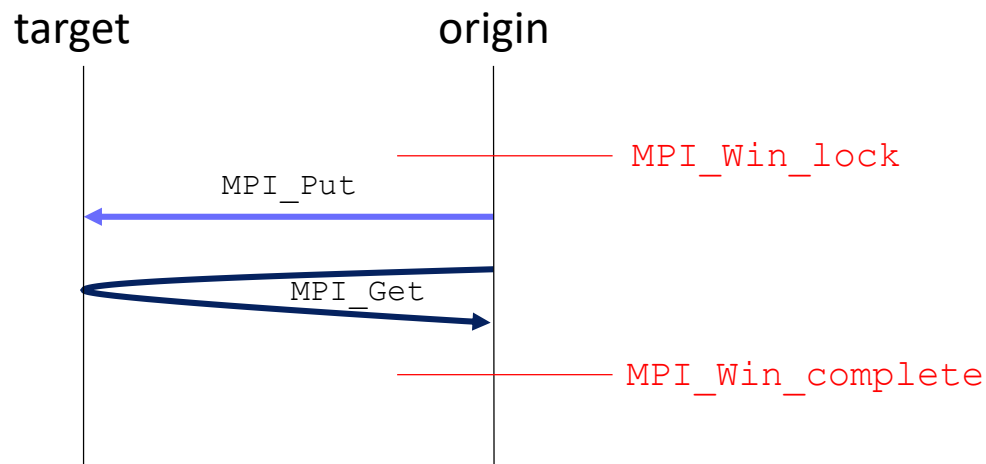 target
origin
MPI_Win_lock
MPI_Put
MPI_Get
MPI_Win_complete